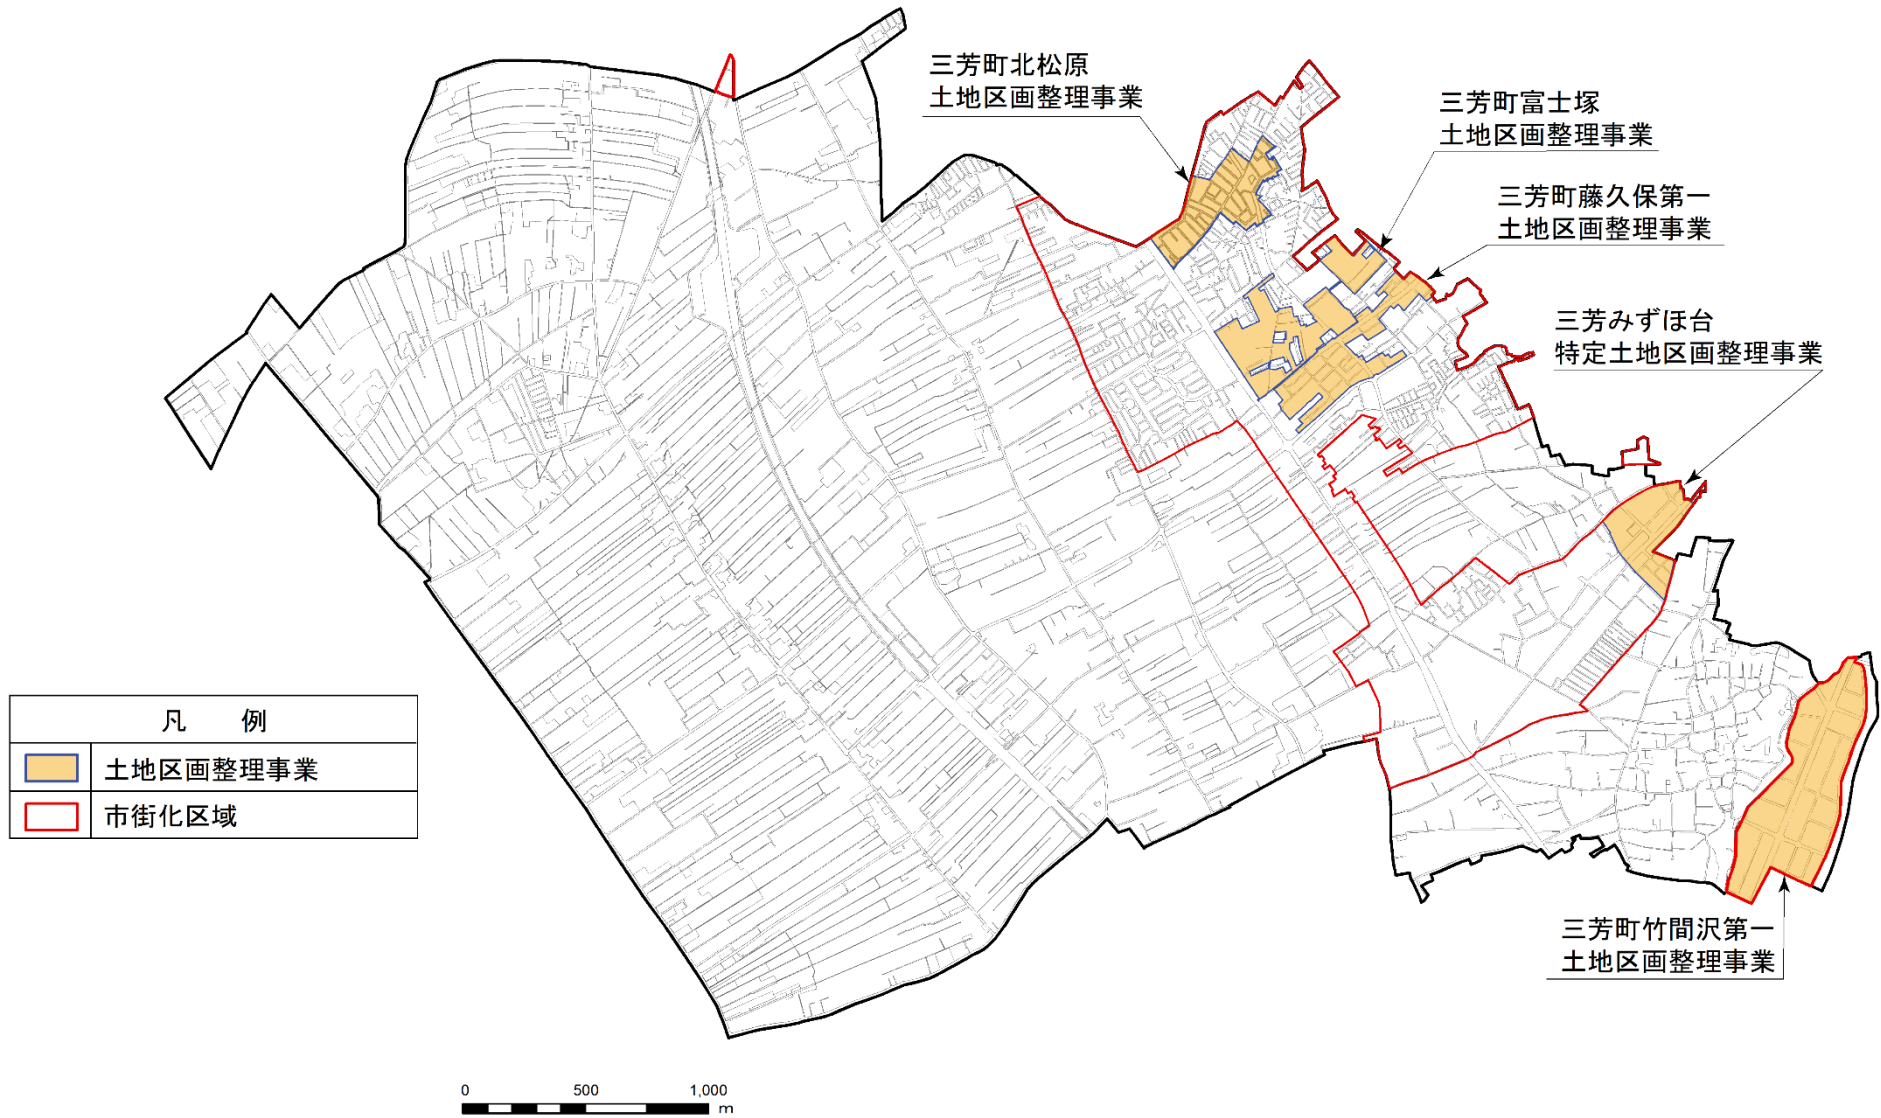 三芳町北松原
土地区画整理事業
三芳町富士塚
土地区画整理事業
三芳町藤久保第一
土地区画整理事業
三芳みずほ台
特定土地区画整理事業
凡 例
土地区画整理事業
市街化区域
三芳町竹間沢第一
土地区画整理事業
0 500 1,000
m